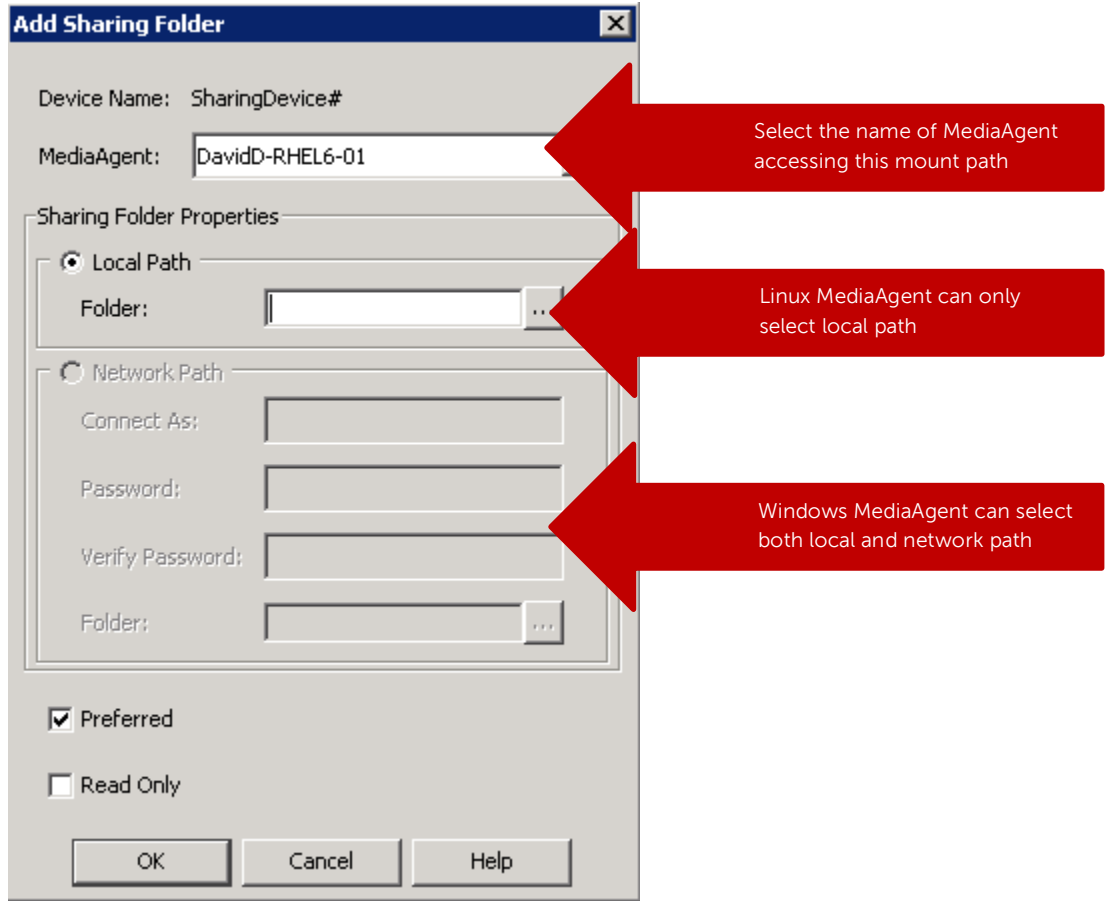 Add Sharing Folder
Device Name: SharingDevice#
MediaAgent: DavidD-RHEL6-01
Select the name of MediaAgent
accessing this mount path
Sharing Folder Properties
Local Path
Folder: ...
Linux MediaAgent can only
select local path
Network Path
Connect As:
Password:
Windows MediaAgent can select
both local and network path
Verify Password:
Folder: ...
Preferred
Read Only
OK Cancel Help